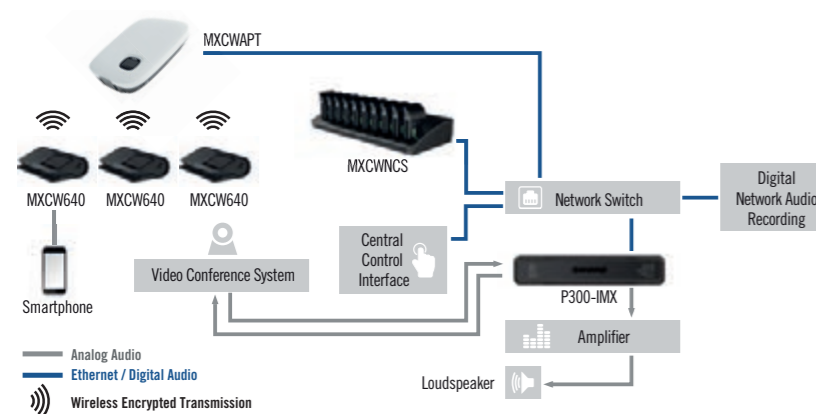 MXCWAPT
MXCWNCS
MXCW640
MXCW640
MXCW640
Network Switch
Digital
Network Audio
Recording
Central
Control
Interface
Video Conference System
Smartphone
P300-IMX
Amplifier
Loudspeaker
Analog Audio
Ethernet / Digital Audio
Wireless Encrypted Transmission